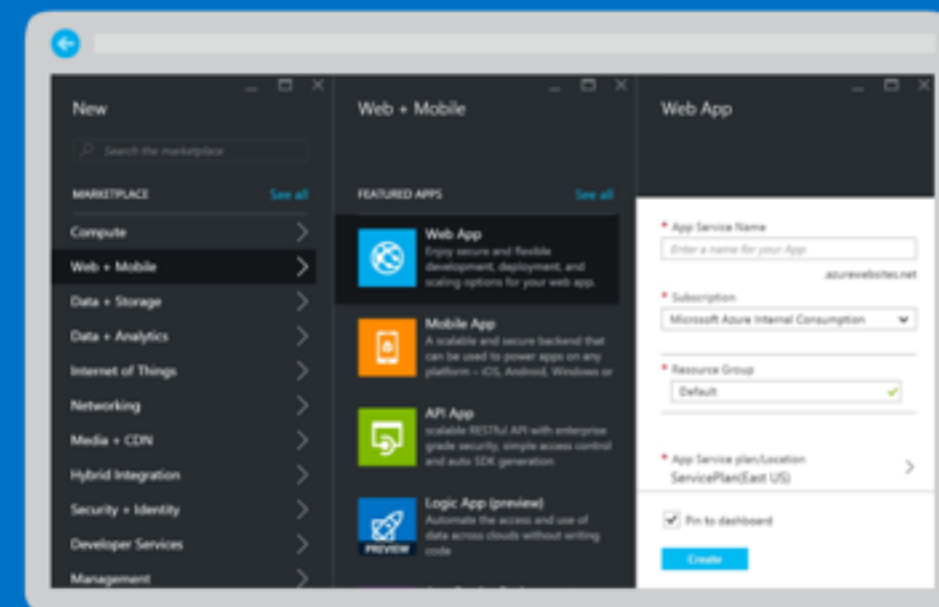 New
Search the marketplace
MARKETPLACE See all
Compute
Web + Mobile
Data + Storage
Data + Analytics
Internet of Things
Networking
Media + CDN
Hybrid Integration
Security + Identity
Developer Services
Management
Web + Mobile
FEATURED APPS See all
Web App
Enjoy secure and flexible
development, deployment, and
scaling options for your web app.
Mobile App
A scalable and secure backend that
can be used to power apps on any
platform – iOS, Android, Windows or
API App
scalable RESTful API with enterprise
grade security, simple access control
and auto SDK generation
Logic App (preview)
Automate the access and use of
data across clouds without writing
code
PREVIEW
Web App
* App Service Name
Enter a name for your App
.azurewebsites.net
* Subscription
Microsoft Azure Internal Consumption
* Resource Group
Default
* App Service plan/Location
ServicePlan(East US)
Pin to dashboard
Create